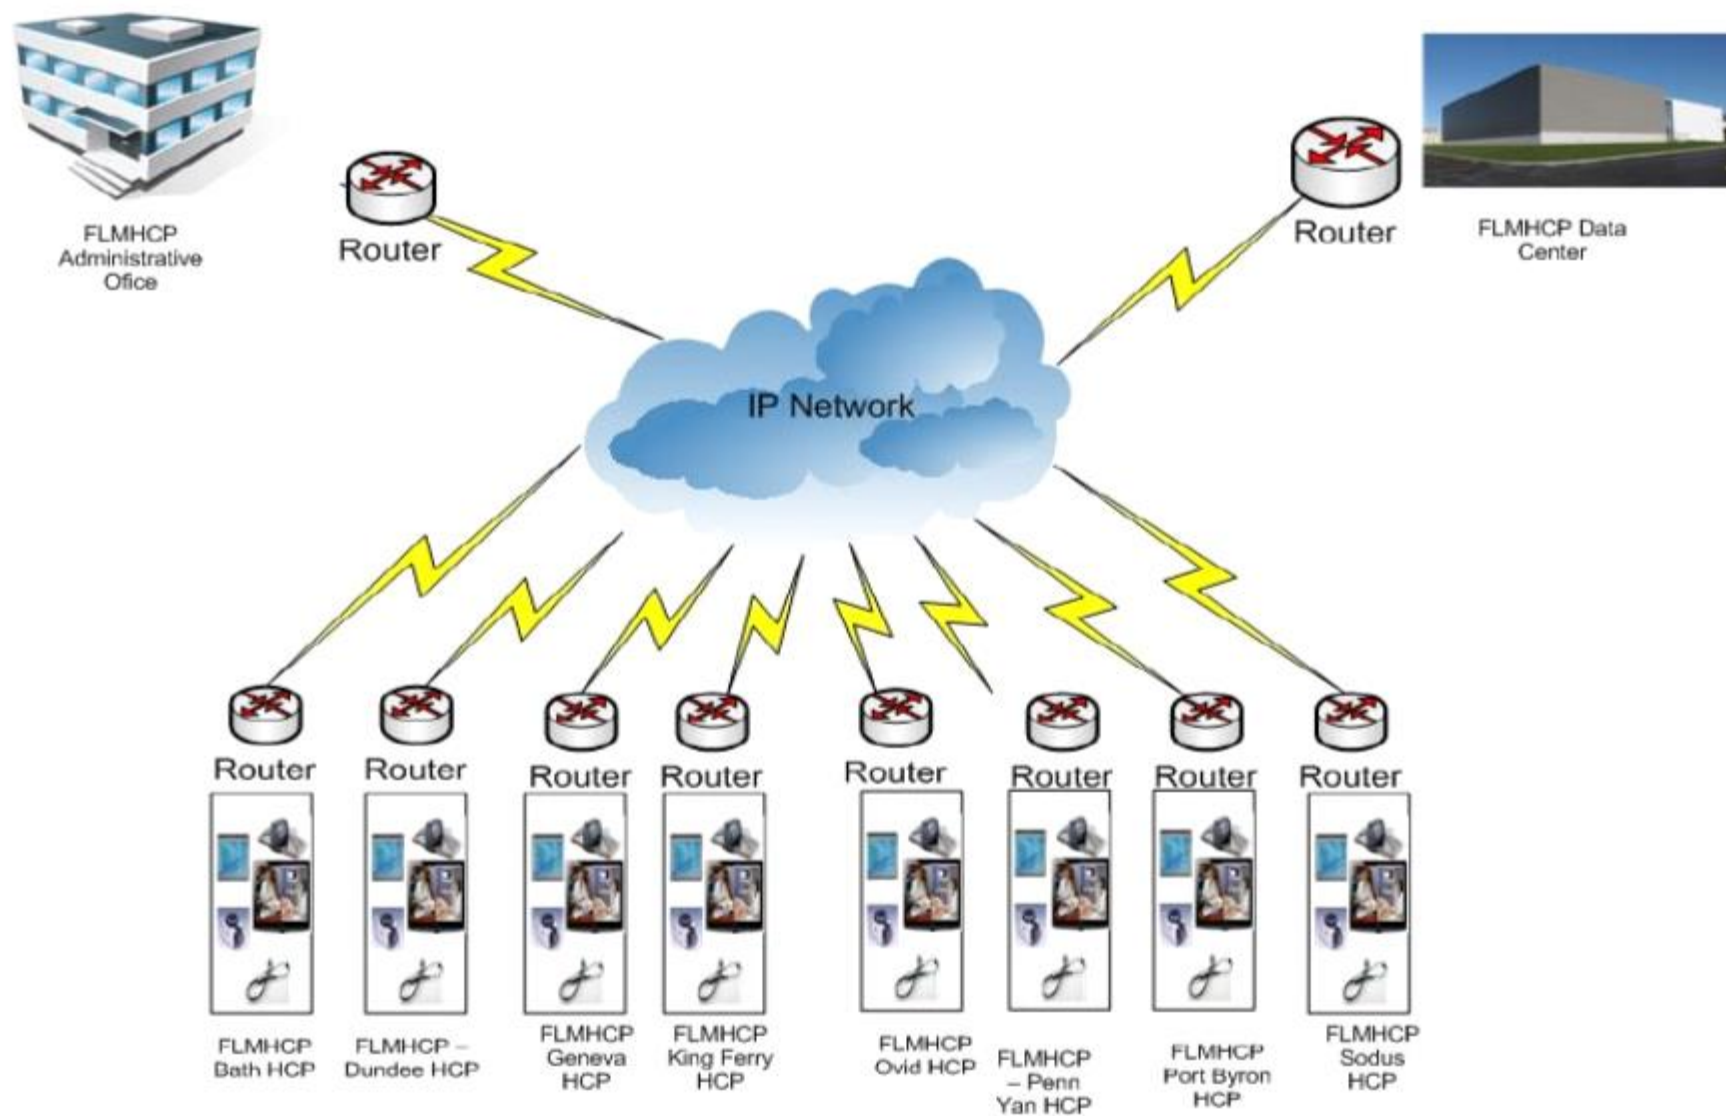 FLMHCP
Administrative
Ofice
Router
Router
FLMHCP Data
Center
IP Network
Router
Router
Router
Router
Router
Router
Router
Router
FLMHCP
Bath HCP
FLMHCP –
Dundee HCP
FLMHCP
Geneva
HCP
FLMHCP
King Ferry
HCP
FLMHCP
Ovid HCP
FLMHCP
– Penn
Yan HCP
FLMHCP
Port Byron
HCP
FLMHCP
Sodus
HCP